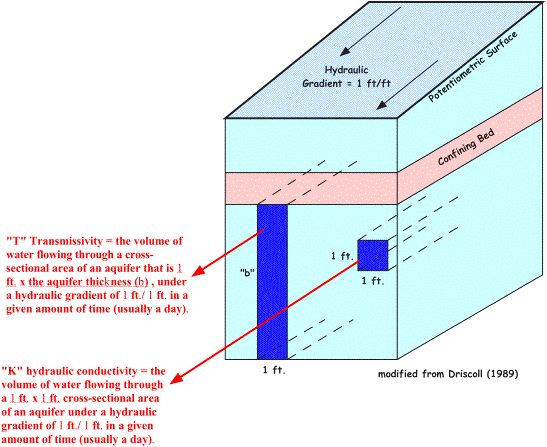 Hydraulic
Gradient = 1 ft/ft
Potentiometric Surface
Confining Bed
"T" Transmissivity = the volume of
water flowing through a cross-
sectional area of an aquifer that is 1
ft. x the aquifer thickness (b) , under
a hydraulic gradient of 1 ft./ 1 ft. in a
given amount of time (usually a day).
"b"
1 ft.
1 ft.
1 ft.
modified from Driscoll (1989)
"K" hydraulic conductivity = the
volume of water flowing through
a 1 ft. x 1 ft. cross-sectional area
of an aquifer under a hydraulic
gradient of 1 ft./ 1 ft. in a given
amount of time (usually a day).